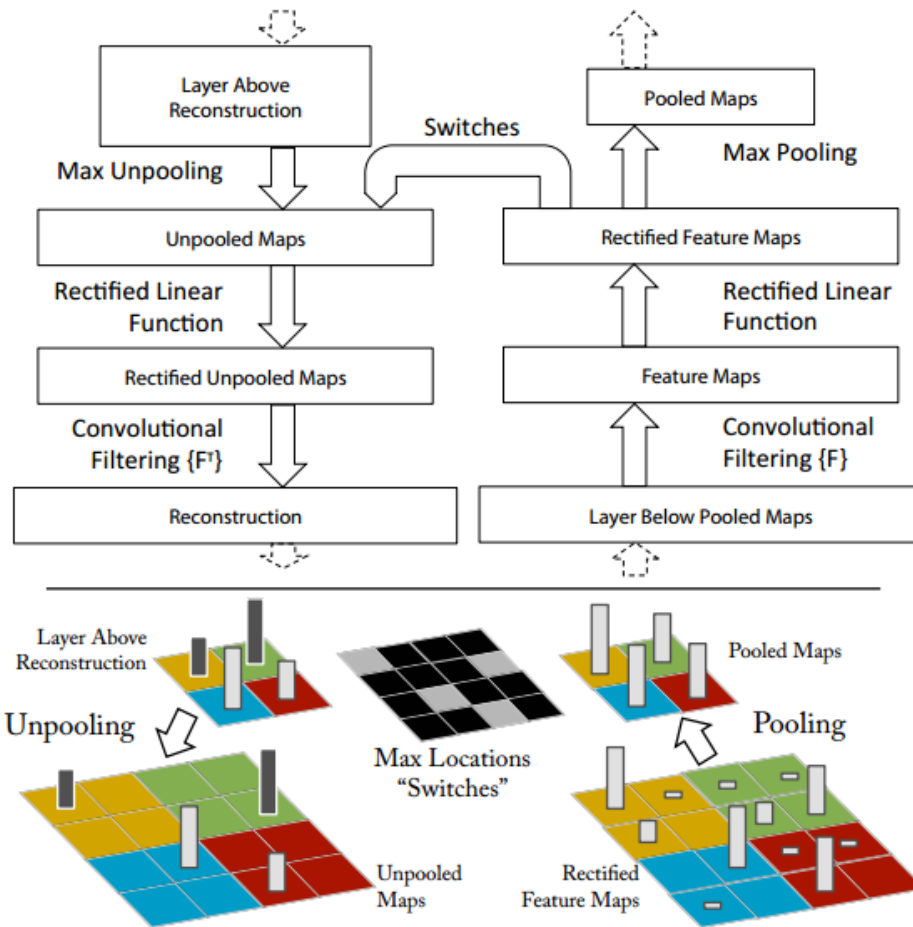 Layer Above
Reconstruction
Max Unpooling
Unpooled Maps
Rectified Linear
Function
Rectified Unpooled Maps
Convolutional
Filtering {Fᵀ}
Reconstruction
Switches
Pooled Maps
Max Pooling
Rectified Feature Maps
Rectified Linear
Function
Feature Maps
Convolutional
Filtering {F}
Layer Below Pooled Maps
Layer Above
Reconstruction
Unpooling
Unpooled
Maps
Max Locations
“Switches”
Pooled Maps
Pooling
Rectified
Feature Maps